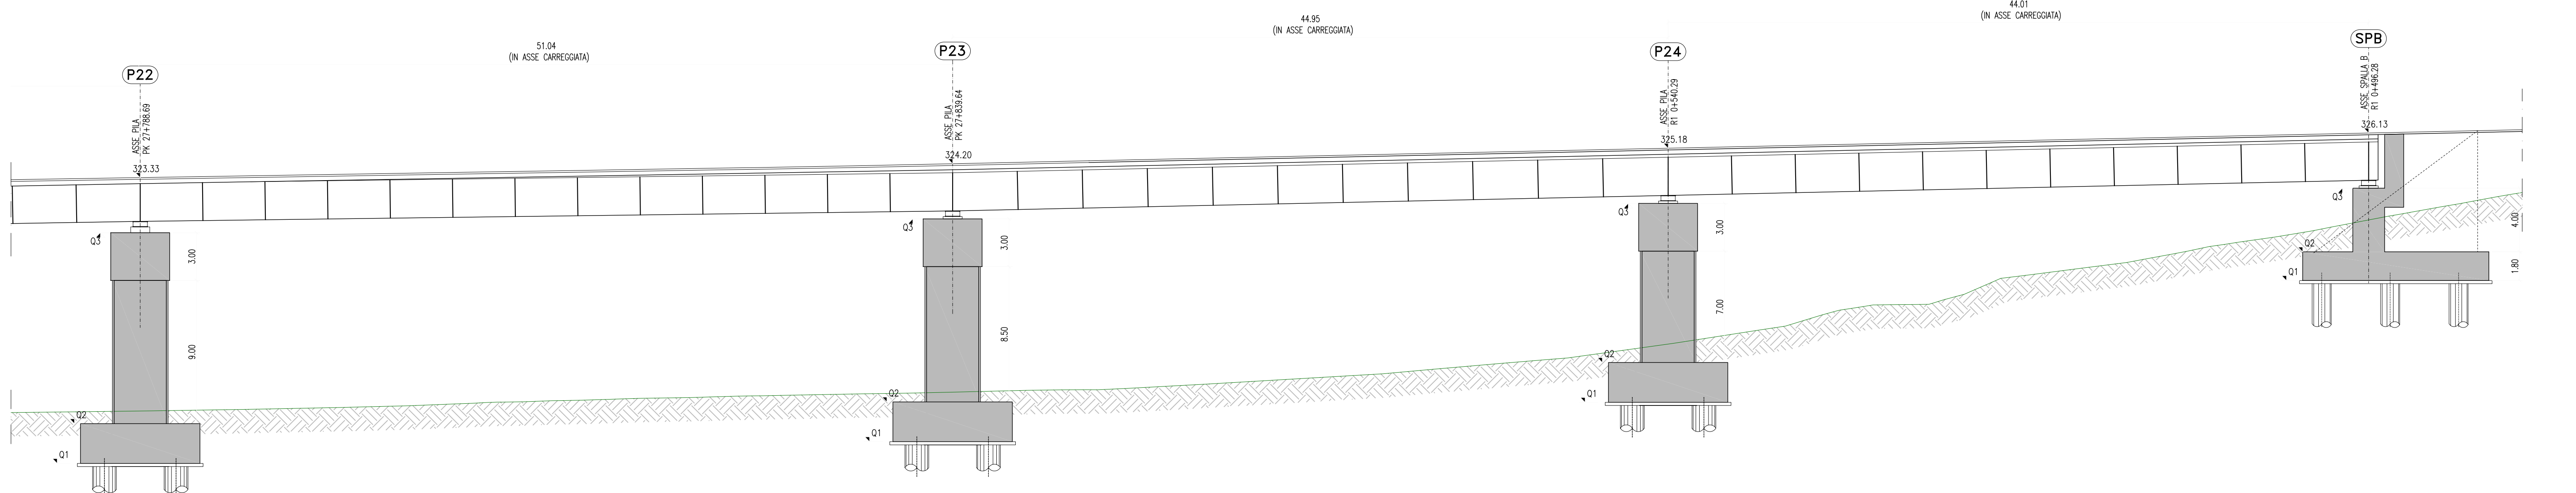 44.01
(IN ASSE CARREGGIATA)
44.95
(IN ASSE CARREGGIATA)
51.04
(IN ASSE CARREGGIATA)
P22
P23
P24
SPB
ASSE PILA
PK 27+788.69
ASSE PILA
PK 27+839.64
ASSE PILA
R1 0+540.29
ASSE SPALLA B
R1 0+496.28
323.33
324.20
325.18
326.13
Q3
3.00
9.00
Q2
Q1
Q3
3.00
8.50
Q2
Q1
Q3
3.00
7.00
Q2
Q1
Q3
4.00
Q2
Q1
1.80